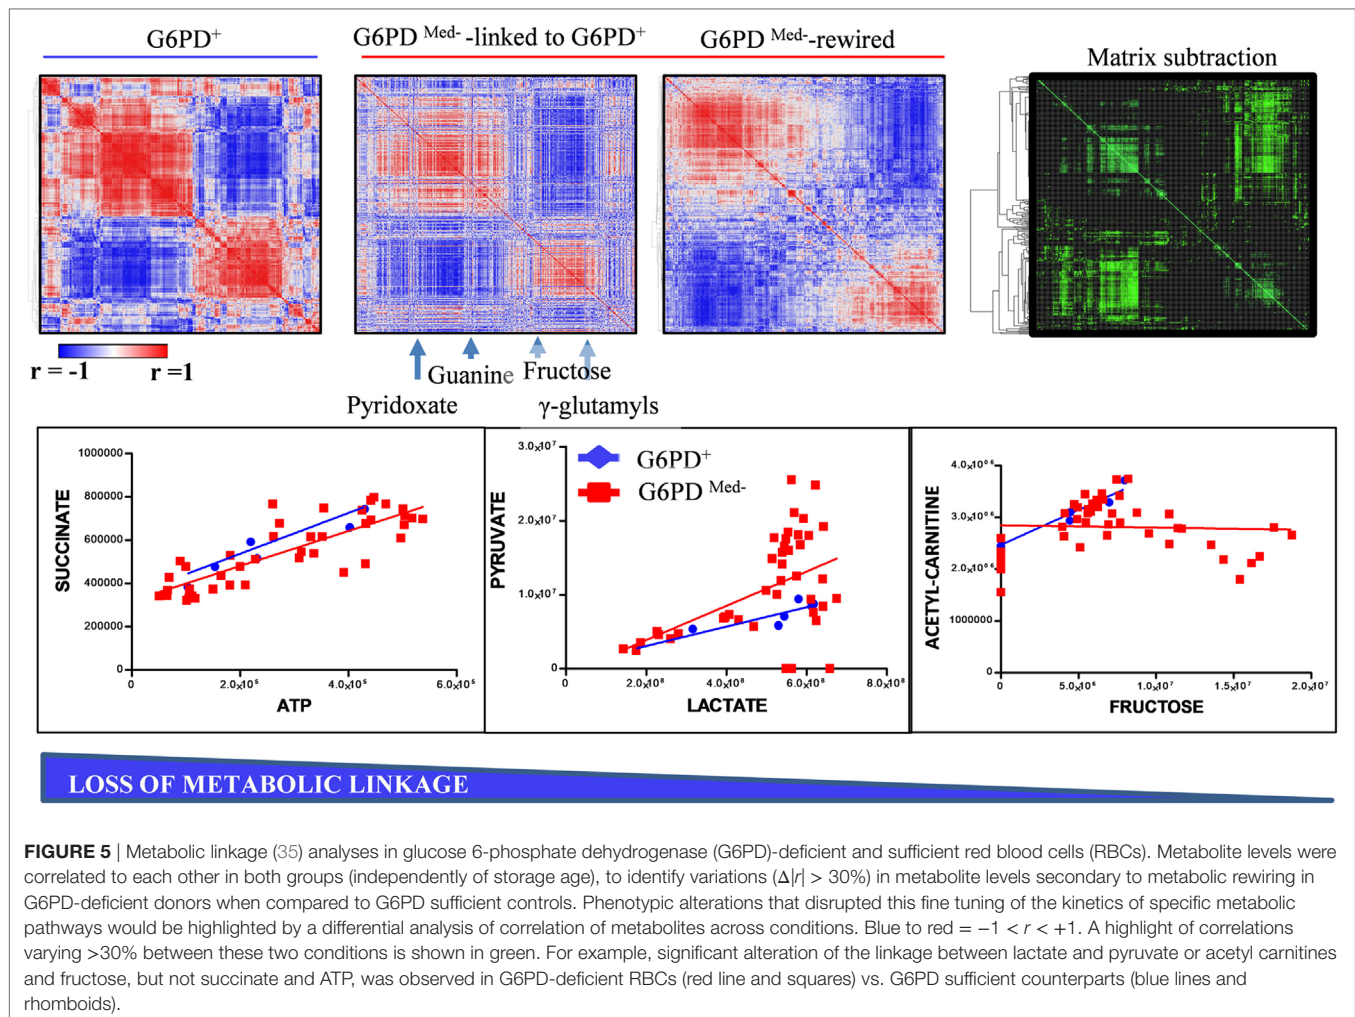 G6PD⁺
G6PD ᴹᵉᵈ⁻ -linked to G6PD⁺
G6PD ᴹᵉᵈ⁻-rewired
Matrix subtraction
r = -1 r =1
Guanine Fructose
Pyridoxate γ-glutamyls
SUCCINATE
1000000
800000
600000
400000
200000
0
0 2.0x10⁵ 4.0x10⁵ 6.0x10⁵
ATP
PYRUVATE
3.0x10⁷
2.0x10⁷
1.0x10⁷
0
0 2.0x10⁸ 4.0x10⁸ 6.0x10⁸ 8.0x10⁸
LACTATE
G6PD⁺
G6PD ᴹᵉᵈ⁻
ACETYL-CARNITINE
4.0x10⁰⁶
3.0x10⁰⁶
2.0x10⁰⁶
1000000
0
0 5.0x10⁶ 1.0x10⁷ 1.5x10⁷ 2.0x10⁷
FRUCTOSE
LOSS OF METABOLIC LINKAGE
FIGURE 5 | Metabolic linkage (35) analyses in glucose 6-phosphate dehydrogenase (G6PD)-deficient and sufficient red blood cells (RBCs). Metabolite levels were
correlated to each other in both groups (independently of storage age), to identify variations (Δ|r| > 30%) in metabolite levels secondary to metabolic rewiring in
G6PD-deficient donors when compared to G6PD sufficient controls. Phenotypic alterations that disrupted this fine tuning of the kinetics of specific metabolic
pathways would be highlighted by a differential analysis of correlation of metabolites across conditions. Blue to red = −1 < r < +1. A highlight of correlations
varying >30% between these two conditions is shown in green. For example, significant alteration of the linkage between lactate and pyruvate or acetyl carnitines
and fructose, but not succinate and ATP, was observed in G6PD-deficient RBCs (red line and squares) vs. G6PD sufficient counterparts (blue lines and
rhomboids).